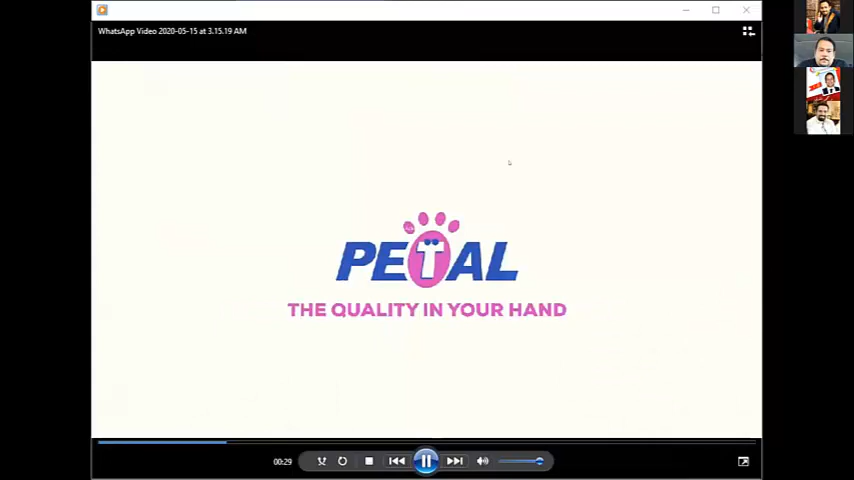 WhatsApp Video 2020-05-15 at 3.15.19 AM
PETAL
THE QUALITY IN YOUR HAND
00:29